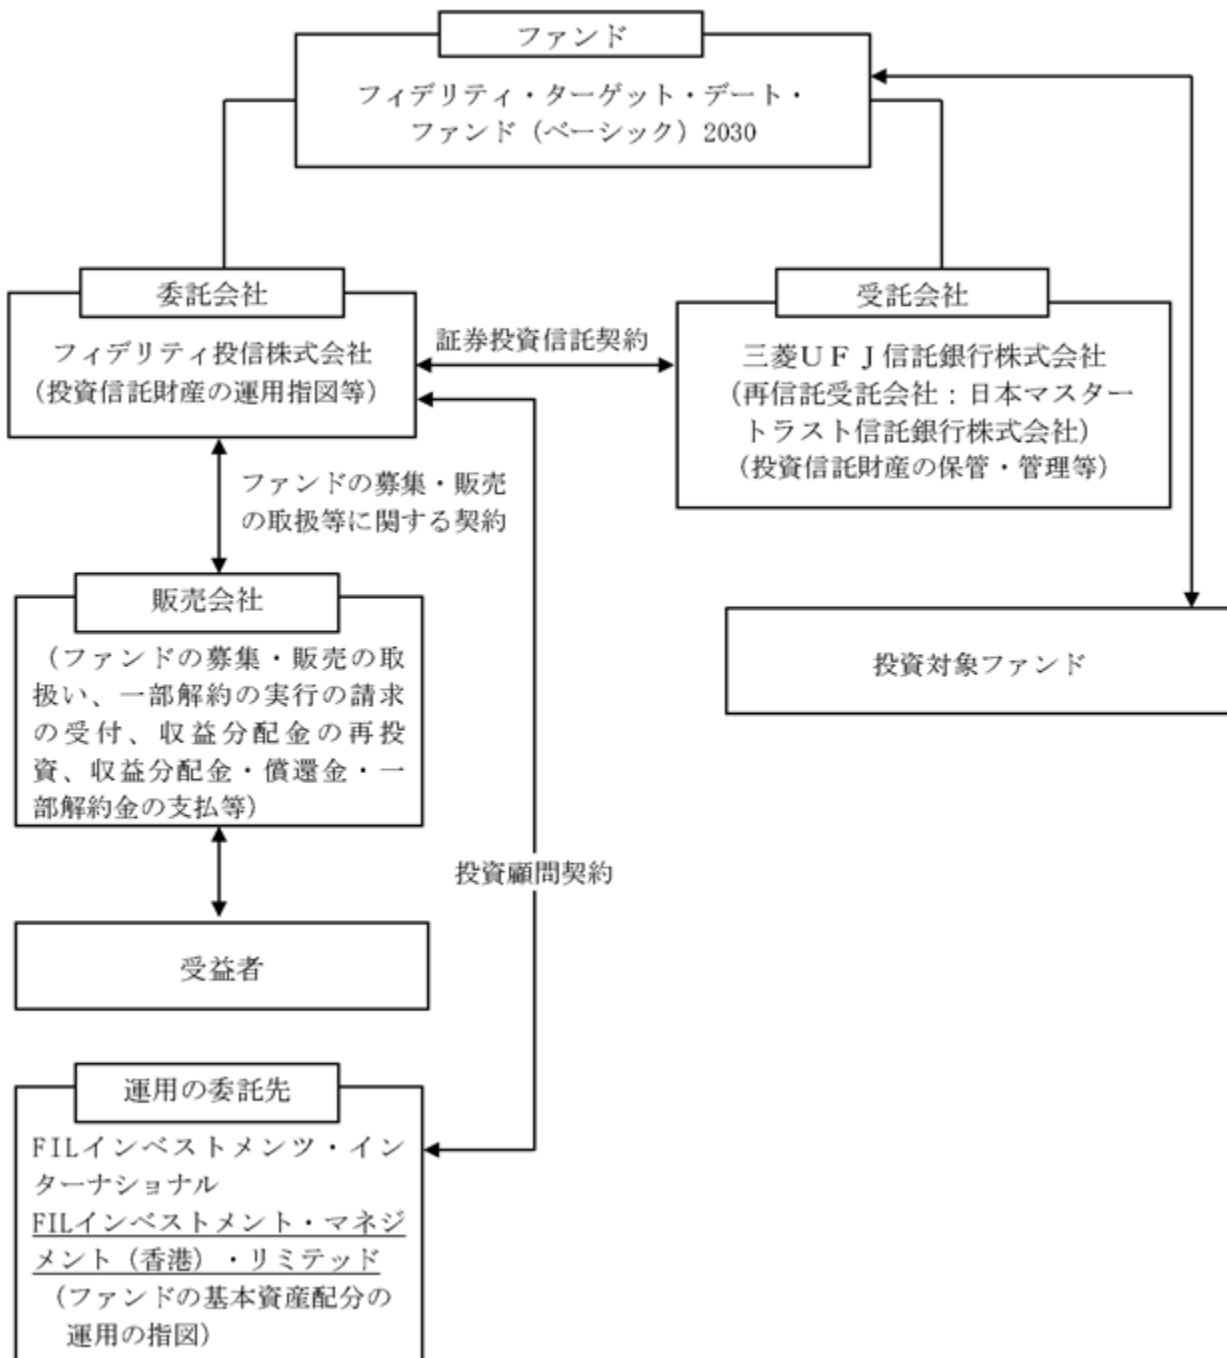 ファンド
フィデリティ・ターゲット・デート・
ファンド（ベーシック）2030
委託会社
フィデリティ投信株式会社
（投資信託財産の運用指図等）
証券投資信託契約
受託会社
三菱ＵＦＪ信託銀行株式会社
（再信託受託会社：日本マスター
トラスト信託銀行株式会社）
（投資信託財産の保管・管理等）
ファンドの募集・販売
の取扱等に関する契約
販売会社
（ファンドの募集・販売の取
扱い、一部解約の実行の請求
の受付、収益分配金の再投
資、収益分配金・償還金・一
部解約金の支払等）
投資対象ファンド
投資顧問契約
受益者
運用の委託先
FILインベストメンツ・イン
ターナショナル
FILインベストメント・マネジ
メント（香港）・リミテッド
（ファンドの基本資産配分の
運用の指図）